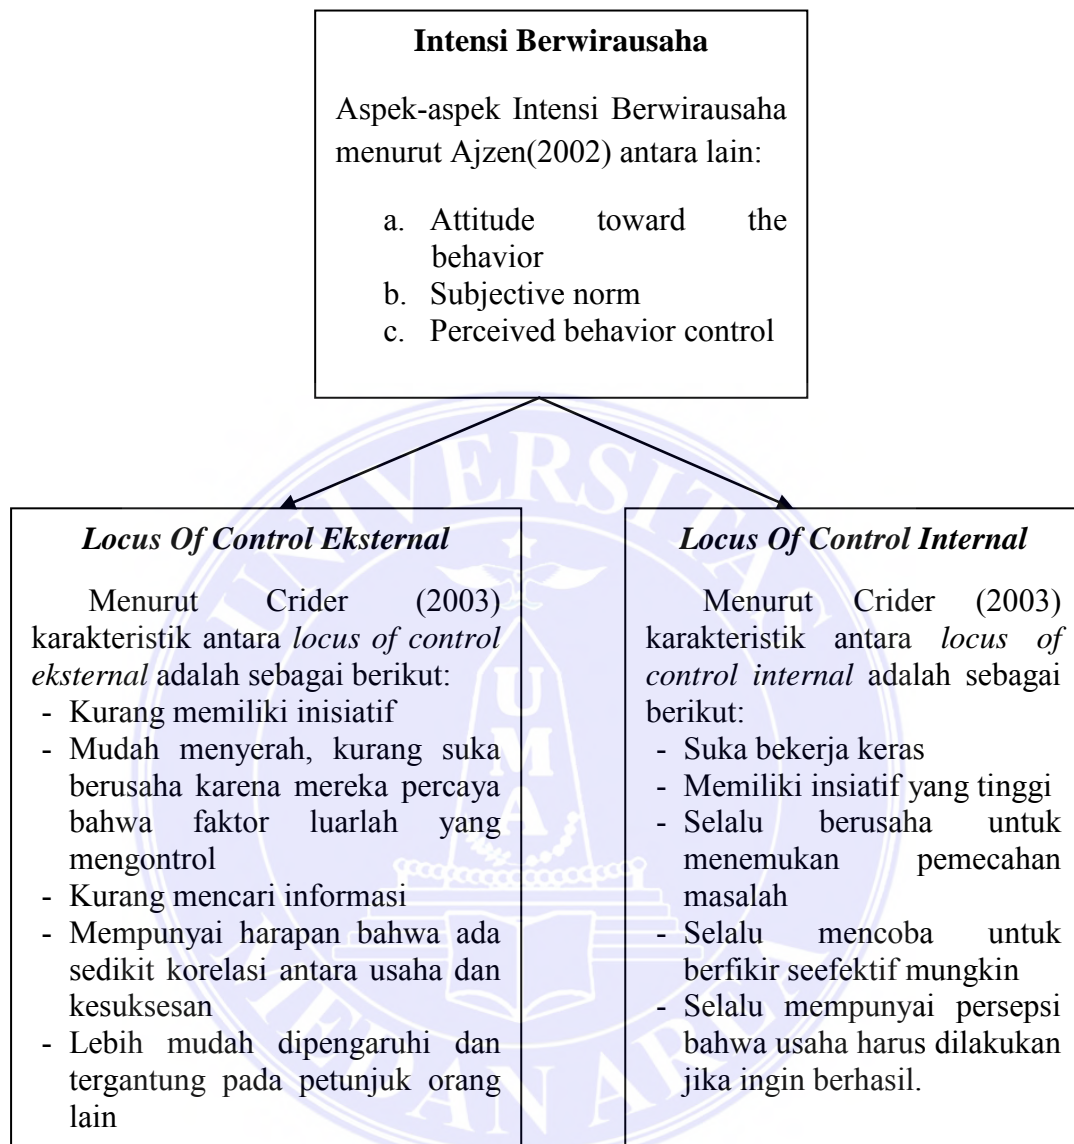 Intensi Berwirausaha
Aspek-aspek Intensi Berwirausaha
menurut Ajzen(2002) antara lain:
a. Attitude toward the
behavior
b. Subjective norm
c. Perceived behavior control
Locus Of Control Eksternal
Menurut Crider (2003)
karakteristik antara locus of control
eksternal adalah sebagai berikut:
- Kurang memiliki inisiatif
- Mudah menyerah, kurang suka
berusaha karena mereka percaya
bahwa faktor luarlah yang
mengontrol
- Kurang mencari informasi
- Mempunyai harapan bahwa ada
sedikit korelasi antara usaha dan
kesuksesan
- Lebih mudah dipengaruhi dan
tergantung pada petunjuk orang
lain
Locus Of Control Internal
Menurut Crider (2003)
karakteristik antara locus of
control internal adalah sebagai
berikut:
- Suka bekerja keras
- Memiliki insiatif yang tinggi
- Selalu berusaha untuk
menemukan pemecahan
masalah
- Selalu mencoba untuk
berfikir seefektif mungkin
- Selalu mempunyai persepsi
bahwa usaha harus dilakukan
jika ingin berhasil.
UNIVERSITAS
UMA
MEDAN AREA